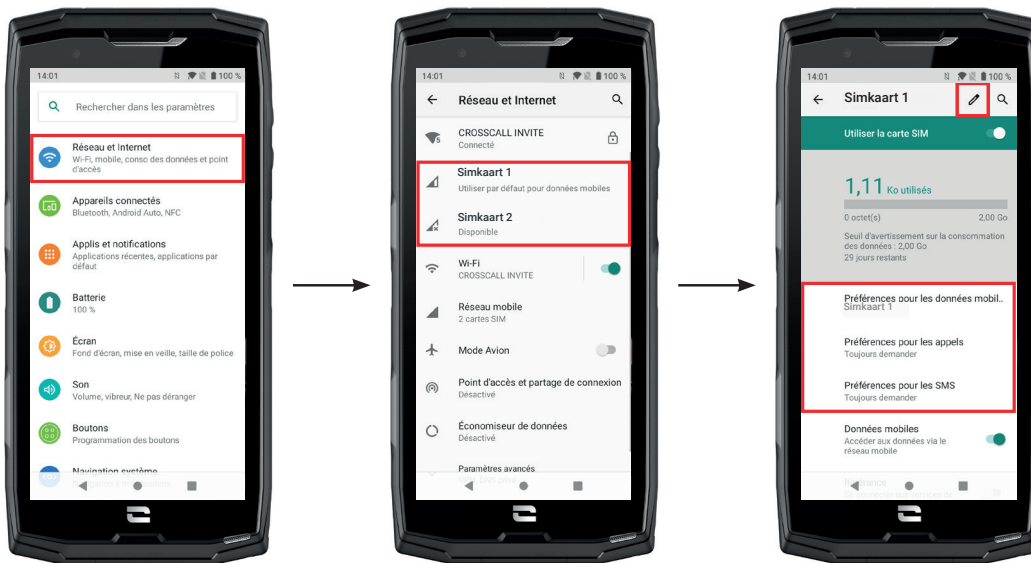 14:01
100 %
Rechercher dans les paramètres
Réseau et Internet
Wi-Fi, mobile, conso des données et point
d'accès
Appareils connectés
Bluetooth, Android Auto, NFC
Applis et notifications
Applications récentes, applications par
défaut
Batterie
100 %
Écran
Fond d'écran, mise en veille, taille de police
Son
Volume, vibreur, Ne pas déranger
Boutons
Programmation des boutons
Navigation système
14:01
100 %
Réseau et Internet
5
CROSSCALL INVITE
Connecté
Simkaart 1
Utiliser par défaut pour données mobiles
Simkaart 2
Disponible
Wi-Fi
CROSSCALL INVITE
Réseau mobile
2 cartes SIM
Mode Avion
Point d'accès et partage de connexion
Désactivé
Économiseur de données
Désactivé
Paramètres avancés
14:01
100 %
Simkaart 1
Utiliser la carte SIM
1,11 Ko utilisés
0 octet(s) 2,00 Go
Seuil d'avertissement sur la consommation
des données : 2,00 Go
29 jours restants
Préférences pour les données mobil..
Simkaart 1
Préférences pour les appels
Toujours demander
Préférences pour les SMS
Toujours demander
Données mobiles
Accéder aux données via le
réseau mobile
Itinérance